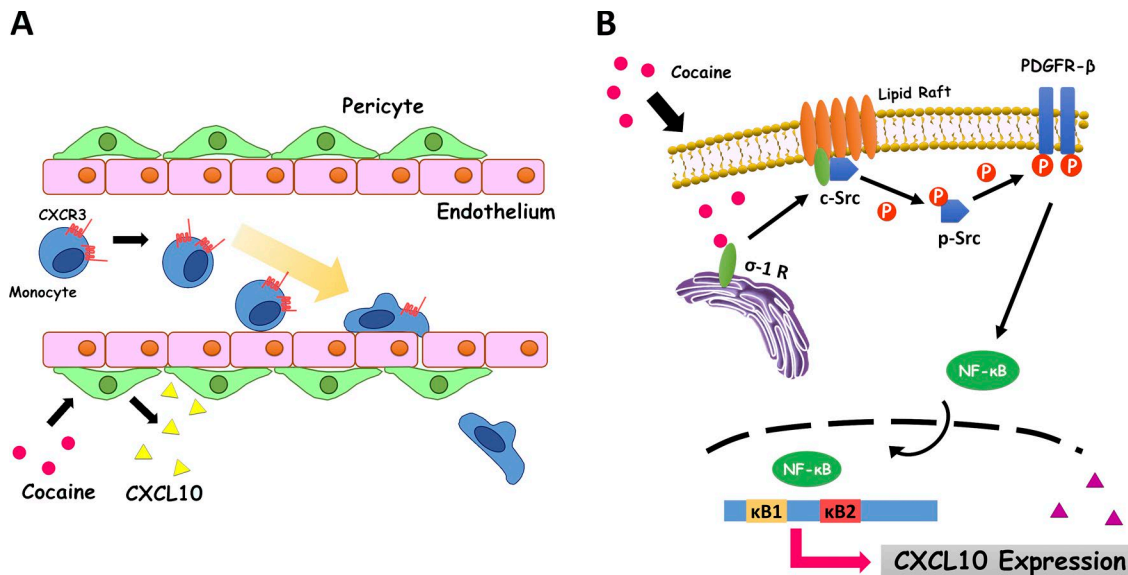 A
Pericyte
Endothelium
CXCR3
Monocyte
Cocaine
CXCL10
B
Cocaine
Lipid Raft
PDGFR-β
c-Src
P
P
P
P
P
p-Src
σ-1 R
NF-κB
NF-κB
κB1
κB2
CXCL10 Expression